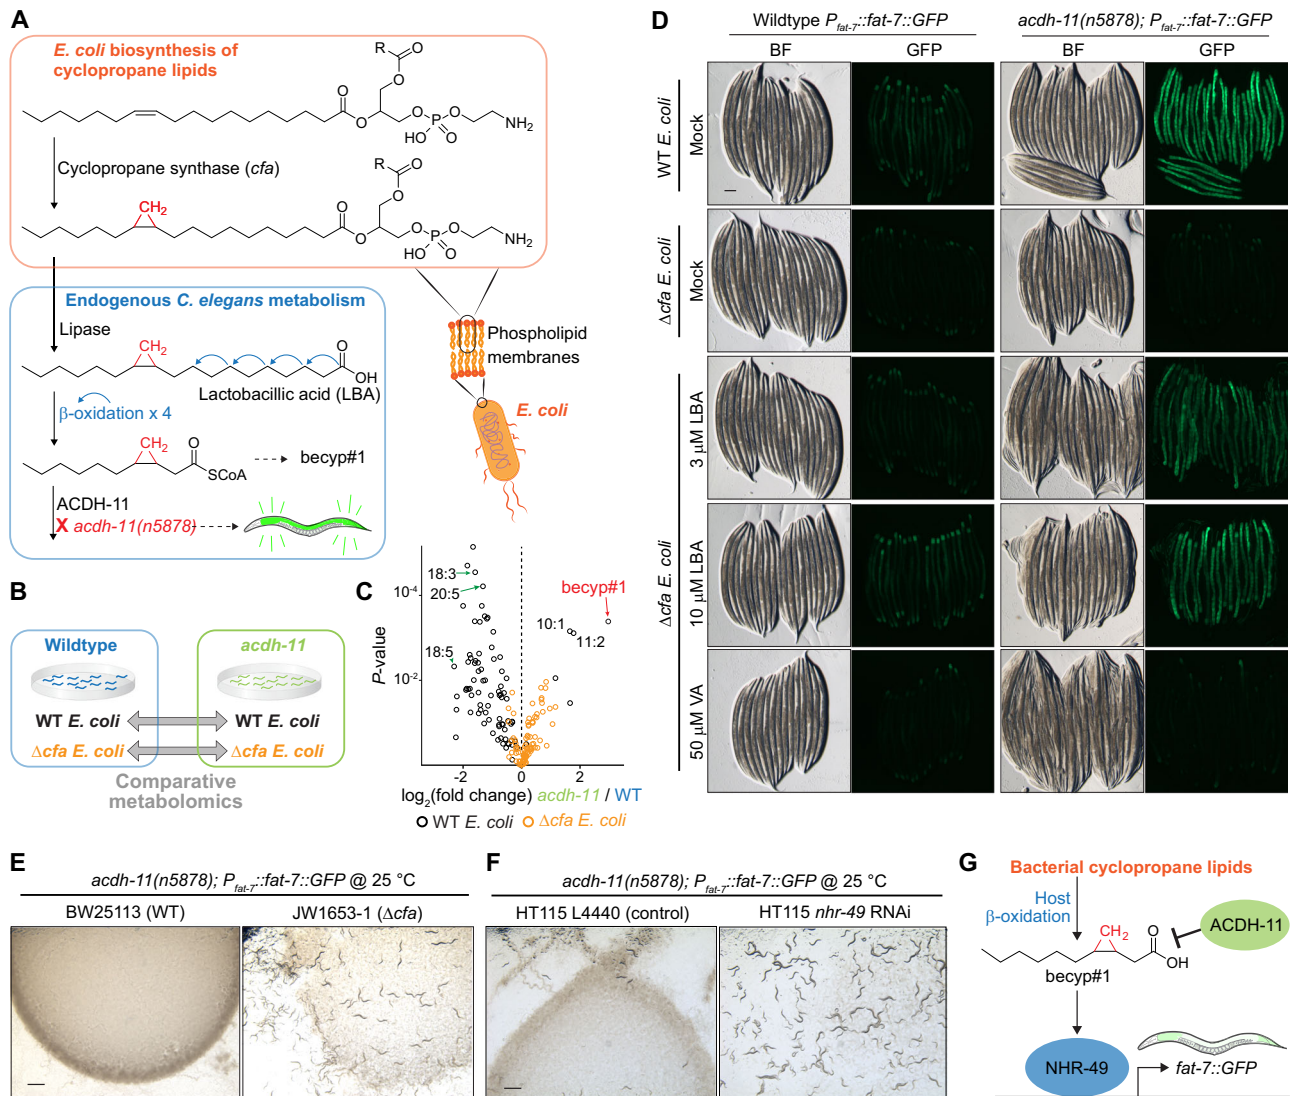 A
E. coli biosynthesis of
cyclopropane lipids
R
O
O
O
O
O
P
O
HO
O
NH2
Cyclopropane synthase (cfa)
R
O
O
CH2
O
O
O
P
O
HO
O
NH2
Endogenous C. elegans metabolism
Lipase
CH2
O
OH
Lactobacillic acid (LBA)
β-oxidation x 4
CH2
O
SCoA
becyp#1
ACDH-11
X acdh-11(n5878)
Phospholipid
membranes
E. coli
B
Wildtype
acdh-11
WT E. coli
WT E. coli
Δcfa E. coli
Δcfa E. coli
Comparative
metabolomics
C
P-value
10-4
10-2
18:3
20:5
18:5
becyp#1
10:1
11:2
-2
0
2
log2(fold change) acdh-11 / WT
WT E. coli
Δcfa E. coli
D
Wildtype Pfat-7::fat-7::GFP
acdh-11(n5878); Pfat-7::fat-7::GFP
BF
GFP
BF
GFP
WT E. coli
Mock
Δcfa E. coli
Mock
Δcfa E. coli
3 μM LBA
10 μM LBA
50 μM VA
E
acdh-11(n5878); Pfat-7::fat-7::GFP @ 25 °C
BW25113 (WT)
JW1653-1 (Δcfa)
F
acdh-11(n5878); Pfat-7::fat-7::GFP @ 25 °C
HT115 L4440 (control)
HT115 nhr-49 RNAi
G
Bacterial cyclopropane lipids
Host
β-oxidation
ACDH-11
CH2
O
OH
becyp#1
NHR-49
fat-7::GFP